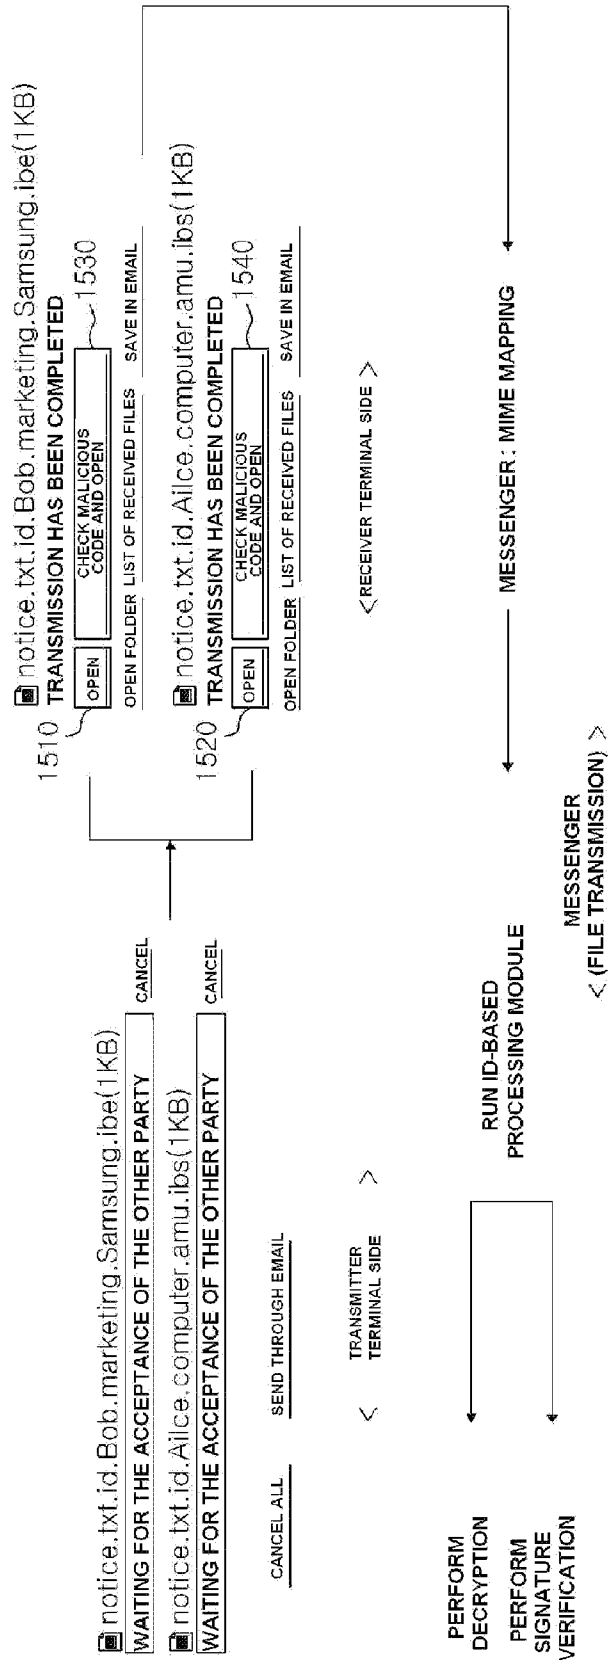 notice.txt.id.Bob.marketing.Samsung.ibe(1KB)
WAITING FOR THE ACCEPTANCE OF THE OTHER PARTY
CANCEL
notice.txt.id.Ailce.computer.amu.ibs(1KB)
WAITING FOR THE ACCEPTANCE OF THE OTHER PARTY
CANCEL
CANCEL ALL
SEND THROUGH EMAIL
< TRANSMITTER
TERMINAL SIDE >
notice.txt.id.Bob.marketing.Samsung.ibe(1KB)
TRANSMISSION HAS BEEN COMPLETED
1510
OPEN
CHECK MALICIOUS
CODE AND OPEN
1530
OPEN FOLDER
LIST OF RECEIVED FILES
SAVE IN EMAIL
notice.txt.id.Ailce.computer.amu.ibs(1KB)
TRANSMISSION HAS BEEN COMPLETED
1520
OPEN
CHECK MALICIOUS
CODE AND OPEN
1540
OPEN FOLDER
LIST OF RECEIVED FILES
SAVE IN EMAIL
<RECEIVER TERMINAL SIDE >
MESSENGER: MIME MAPPING
RUN ID-BASED
PROCESSING MODULE
PERFORM
DECRYPTION
PERFORM
SIGNATURE
VERIFICATION
MESSENGER
< (FILE TRANSMISSION) >